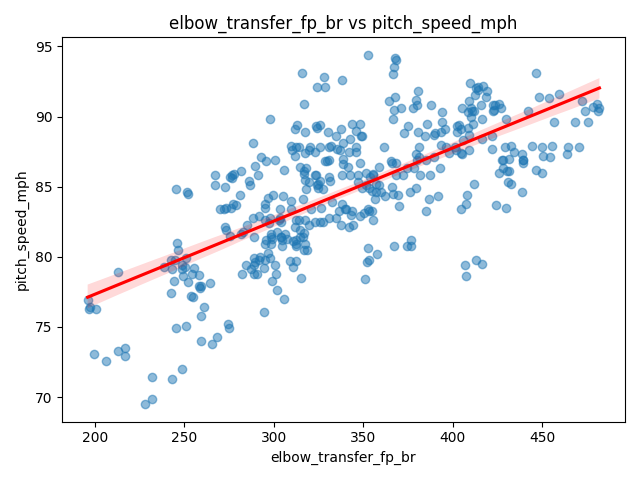 elbow_transfer_fp_br vs pitch_speed_mph
95
90
85
80
75
70
pitch_speed_mph
200 250 300 350 400 450
elbow_transfer_fp_br